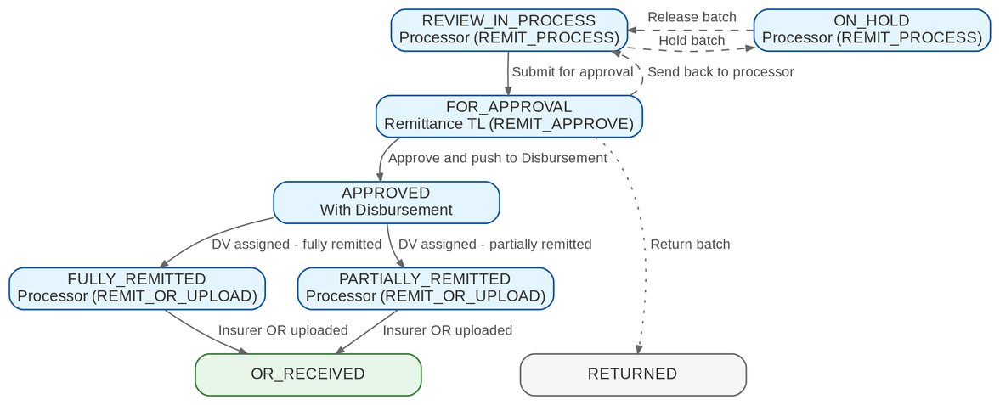 REVIEW_IN_PROCESS
Processor (REMIT_PROCESS)
Release batch
Hold batch
ON_HOLD
Processor (REMIT_PROCESS)
Submit for approval
Send back to processor
FOR_APPROVAL
Remittance TL (REMIT_APPROVE)
Approve and push to Disbursement
APPROVED
With Disbursement
DV assigned - fully remitted
DV assigned - partially remitted
Return batch
FULLY_REMITTED
Processor (REMIT_OR_UPLOAD)
PARTIALLY_REMITTED
Processor (REMIT_OR_UPLOAD)
Insurer OR uploaded
Insurer OR uploaded
OR_RECEIVED
RETURNED